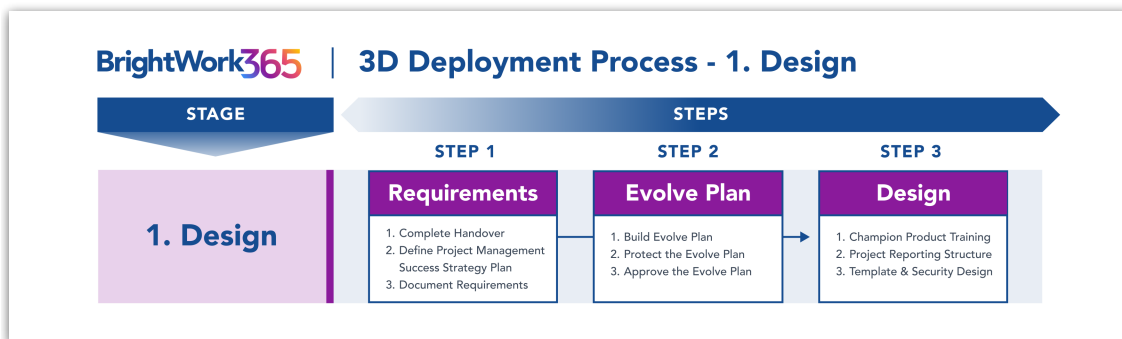 BrightWork365
3D Deployment Process - 1. Design
STAGE
STEPS
STEP 1
STEP 2
STEP 3
1. Design
Requirements
1. Complete Handover
2. Define Project Management
Success Strategy Plan
3. Document Requirements
Evolve Plan
1. Build Evolve Plan
2. Protect the Evolve Plan
3. Approve the Evolve Plan
Design
1. Champion Product Training
2. Project Reporting Structure
3. Template & Security Design